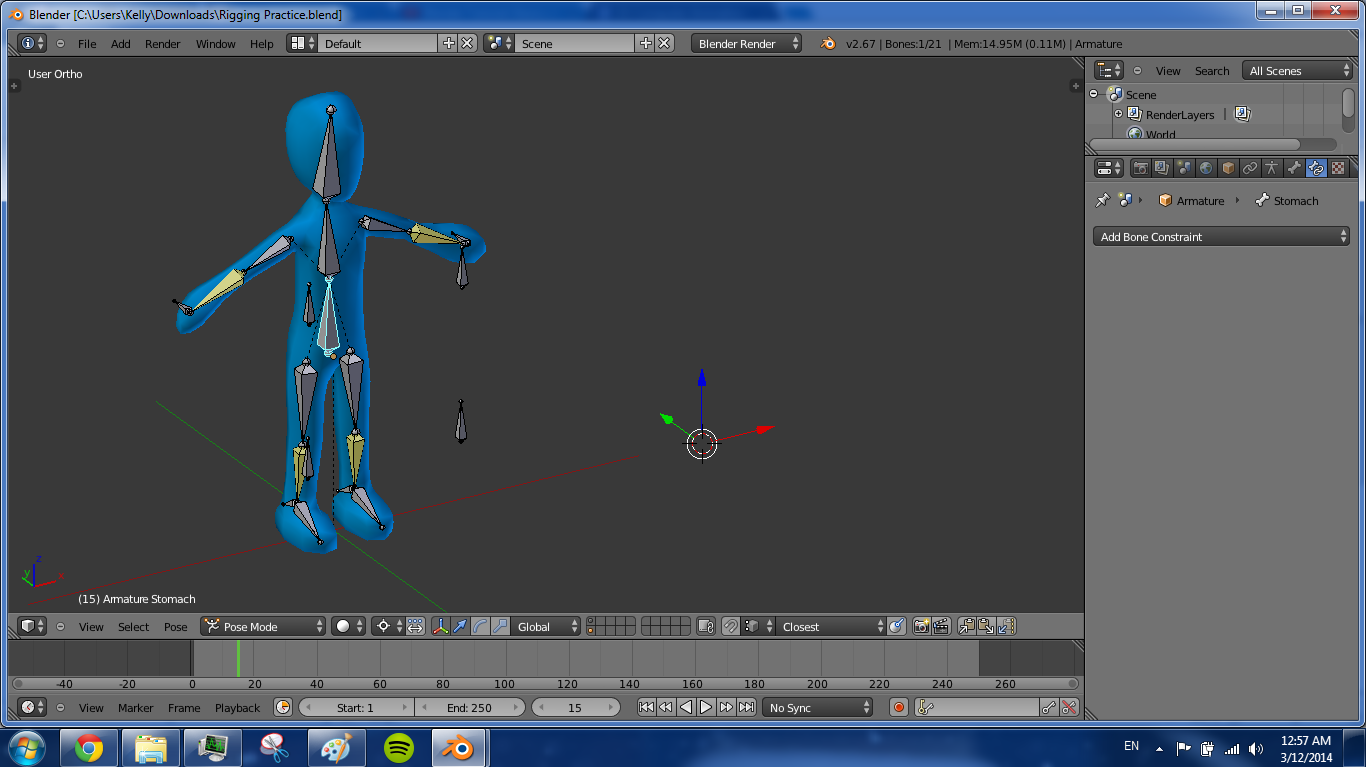 Blender [C:\Users\Kelly\Downloads\Rigging Practice.blend]
File Add Render Window Help Default Scene Blender Render v2.67 | Bones:1/21 | Mem:14.95M (0.11M) | Armature
User Ortho
View Search All Scenes
Scene
RenderLayers |
World
Armature Stomach
Add Bone Constraint
z
y x
(15) Armature Stomach
View Select Pose Pose Mode Global Closest
-40 -20 0 20 40 60 80 100 120 140 160 180 200 220 240 260
View Marker Frame Playback Start: 1 End: 250 15 No Sync
EN 12:57 AM
3/12/2014